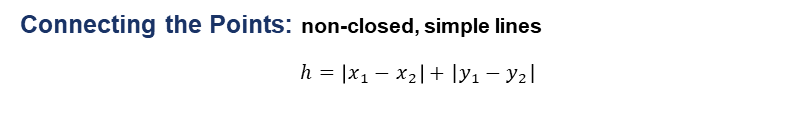 Connecting the Points: non-closed, simple lines
h = |x₁ − x₂| + |y₁ − y₂|